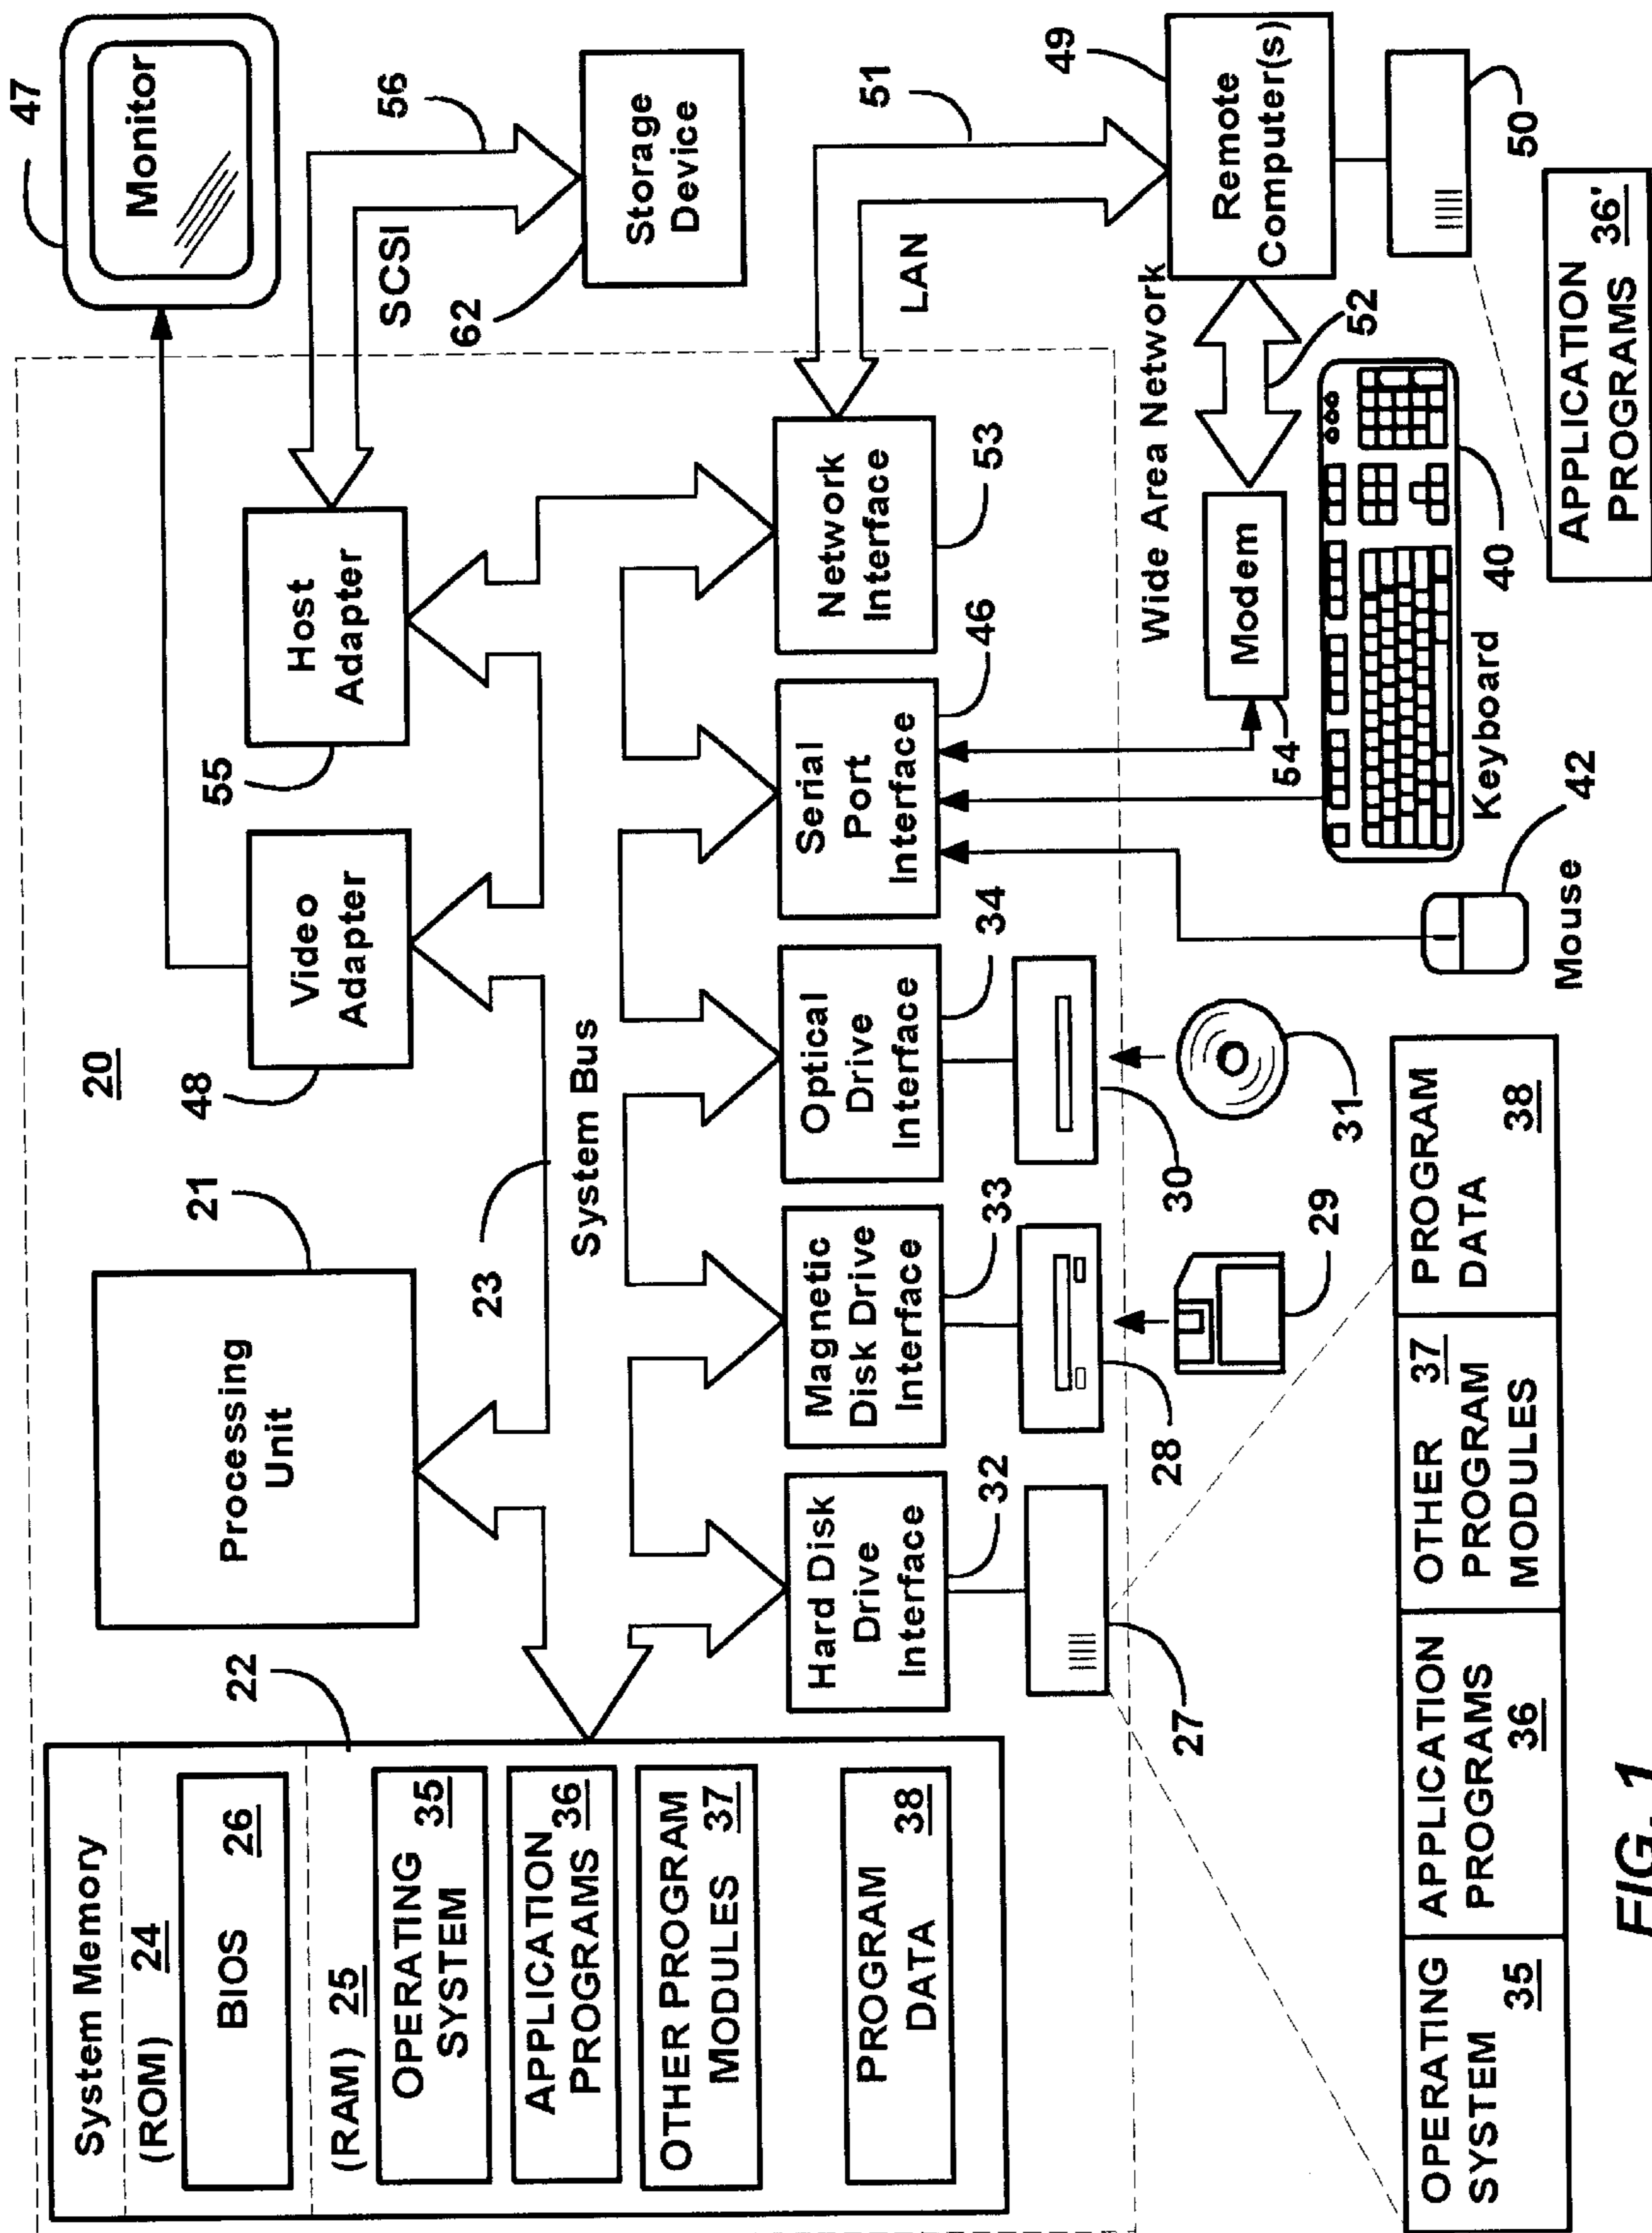 System Memory
(ROM) 24
BIOS 26
(RAM) 25
22
OPERATING
SYSTEM 35
APPLICATION
PROGRAMS 36
OTHER PROGRAM
MODULES 37
PROGRAM
DATA 38
20
Processing
Unit
21
48
Video
Adapter
55
Host
Adapter
47
Monitor
SCSI
56
62
Storage
Device
23
System Bus
Hard Disk
Drive
Interface
32
Magnetic
Disk Drive
Interface
33
Optical
Drive
Interface
34
Serial
Port
Interface
46
Network
Interface
53
LAN
51
27
28
29
30
31
Wide Area Network
Modem
54
52
49
Remote
Computer(s)
50
Keyboard
40
Mouse
42
OPERATING
SYSTEM 35
APPLICATION
PROGRAMS
36
OTHER 37
PROGRAM
MODULES
PROGRAM
DATA
38
APPLICATION
PROGRAMS 36'
FIG. 1